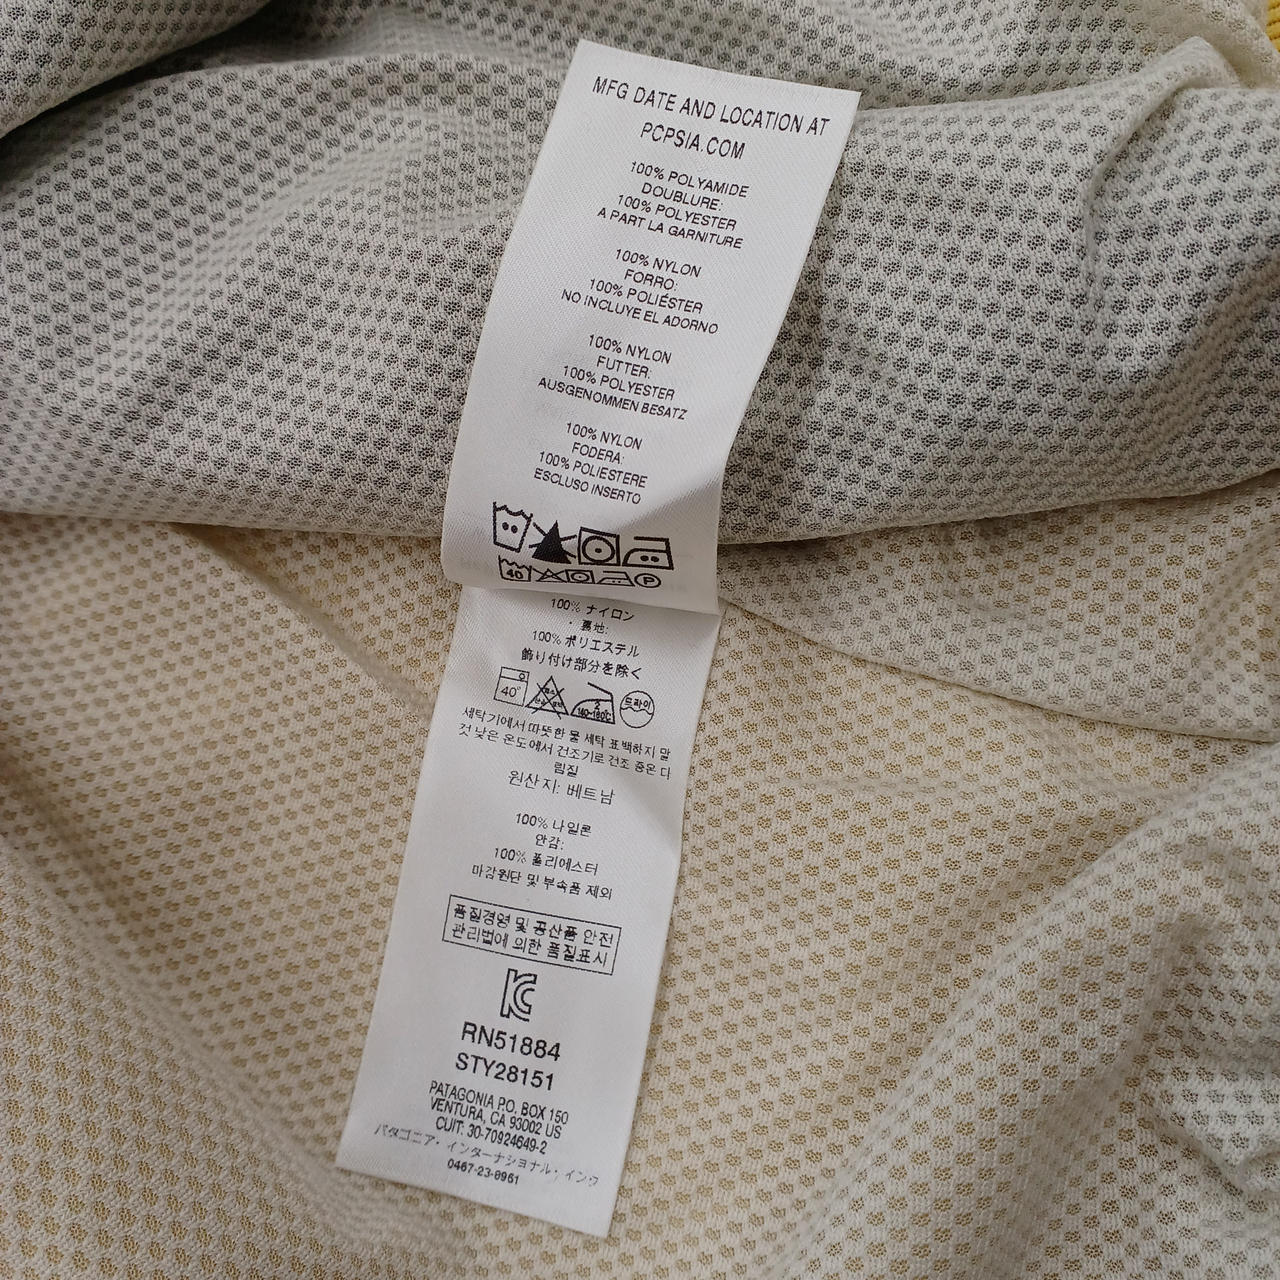 MFG DATE AND LOCATION AT
PCPSIA.COM
100% POLYAMIDE
DOUBLURE:
100% POLYESTER
A PART LA GARNITURE
100% NYLON
FORRO:
100% POLIÉSTER
NO INCLUYE EL ADORNO
100% NYLON
FUTTER:
100% POLYESTER
AUSGENOMMEN BESATZ
100% NYLON
FODERA:
100% POLIESTERE
ESCLUSO INSERTO
40 P
100% ナイロン
・裏地:
100% ポリエステル
飾り付け部分を除く
40° 2 140-160℃ 드라이
세탁기에서 따뜻한 물 세탁 표백하지 말
것 낮은 온도에서 건조기로 건조 중온 다
림질
원산지: 베트남
100% 나일론
안감:
100% 폴리에스터
마감원단 및 부속품 제외
품질경영 및 공산품 안전
관리법에 의한 품질표시
RN51884
STY28151
PATAGONIA P.O. BOX 150
VENTURA, CA 93002 US
CUIT: 30-70924649-2
パタゴニア・インターナショナル・インク
0467-23-8961